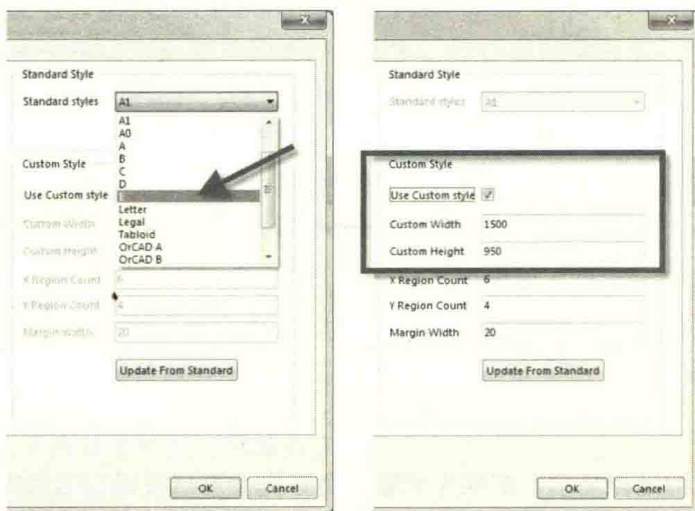 Standard Style
Standard styles A1
A1
A0
A
B
C
D
Letter
Legal
Tabloid
OrCAD A
OrCAD B
Custom Style
Use Custom style
Custom Width
Custom Height
X Region Count 6
Y Region Count 4
Margin Width 20
Update From Standard
OK Cancel
Standard Style
Standard styles A1
Custom Style
Use Custom style
Custom Width 1500
Custom Height 950
X Region Count 6
Y Region Count 4
Margin Width 20
Update From Standard
OK Cancel